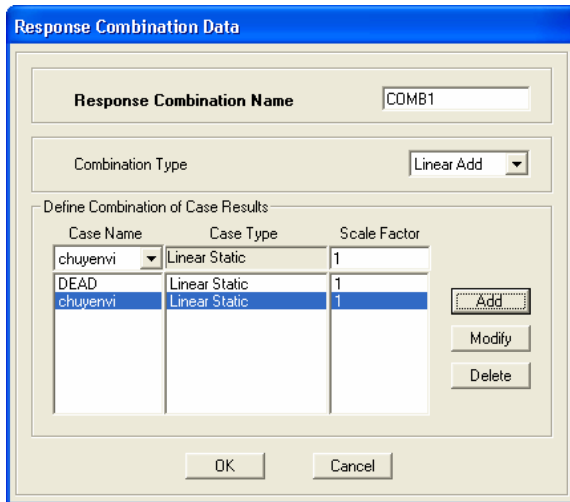 Response Combination Data
Response Combination Name COMB1
Combination Type Linear Add
Define Combination of Case Results
Case Name Case Type Scale Factor
chuyenvi Linear Static 1
DEAD Linear Static 1
chuyenvi Linear Static 1
Add
Modify
Delete
OK Cancel